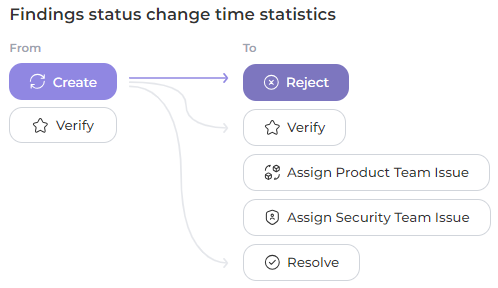 Findings status change time statistics
From
To
Create
Reject
Verify
Verify
Assign Product Team Issue
Assign Security Team Issue
Resolve